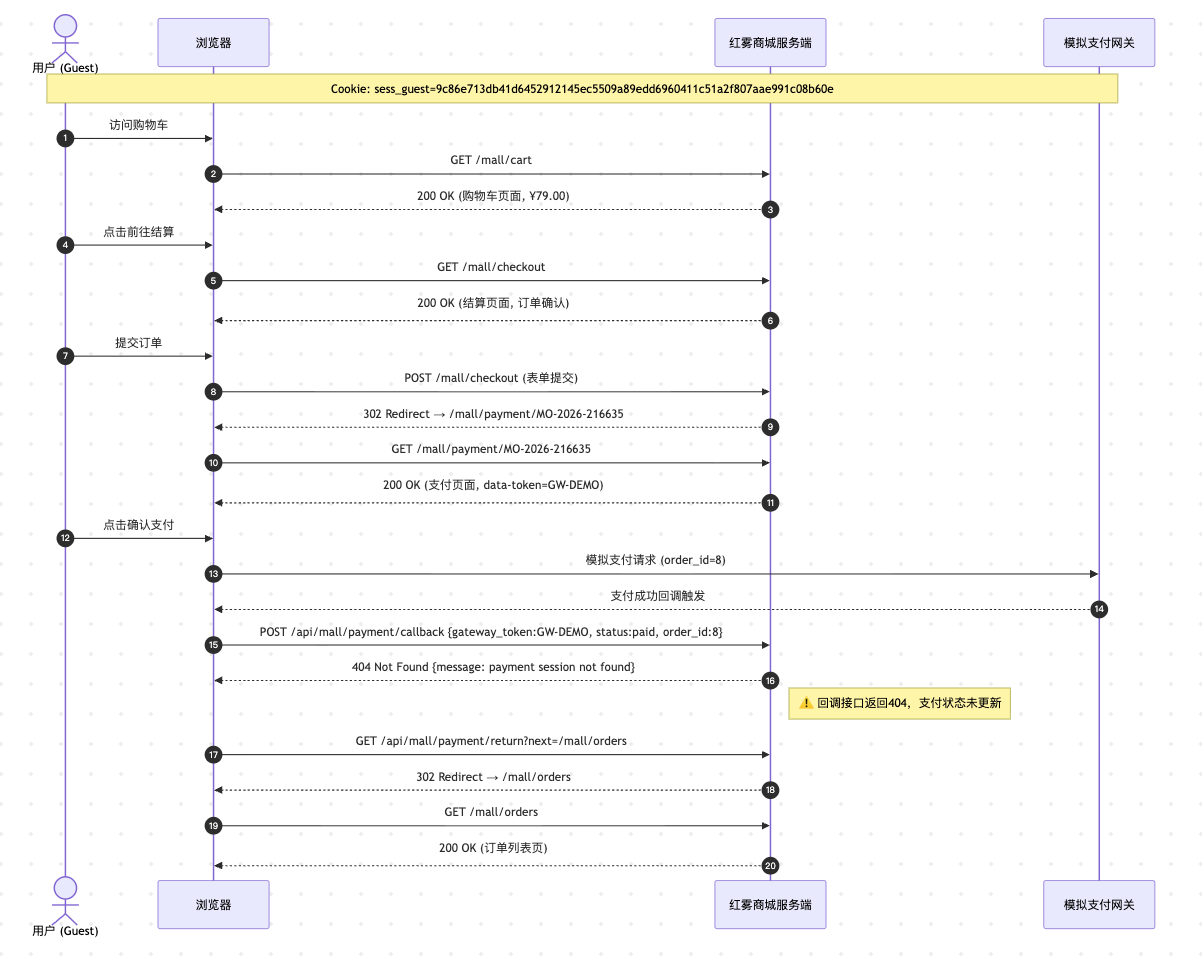 用户 (Guest)
浏览器
红雾商城服务端
模拟支付网关
Cookie: sess_guest=9c86e713db41d6452912145ec5509a89edd6960411c51a2f807aae991c08b60e
1
访问购物车
2
GET /mall/cart
200 OK (购物车页面, ¥79.00)
3
4
点击前往结算
5
GET /mall/checkout
200 OK (结算页面, 订单确认)
6
7
提交订单
8
POST /mall/checkout (表单提交)
302 Redirect → /mall/payment/MO-2026-216635
9
10
GET /mall/payment/MO-2026-216635
200 OK (支付页面, data-token=GW-DEMO)
11
12
点击确认支付
13
模拟支付请求 (order_id=8)
支付成功回调触发
14
15
POST /api/mall/payment/callback {gateway_token:GW-DEMO, status:paid, order_id:8}
404 Not Found {message: payment session not found}
16
⚠️ 回调接口返回404，支付状态未更新
17
GET /api/mall/payment/return?next=/mall/orders
302 Redirect → /mall/orders
18
19
GET /mall/orders
200 OK (订单列表页)
20
用户 (Guest)
浏览器
红雾商城服务端
模拟支付网关